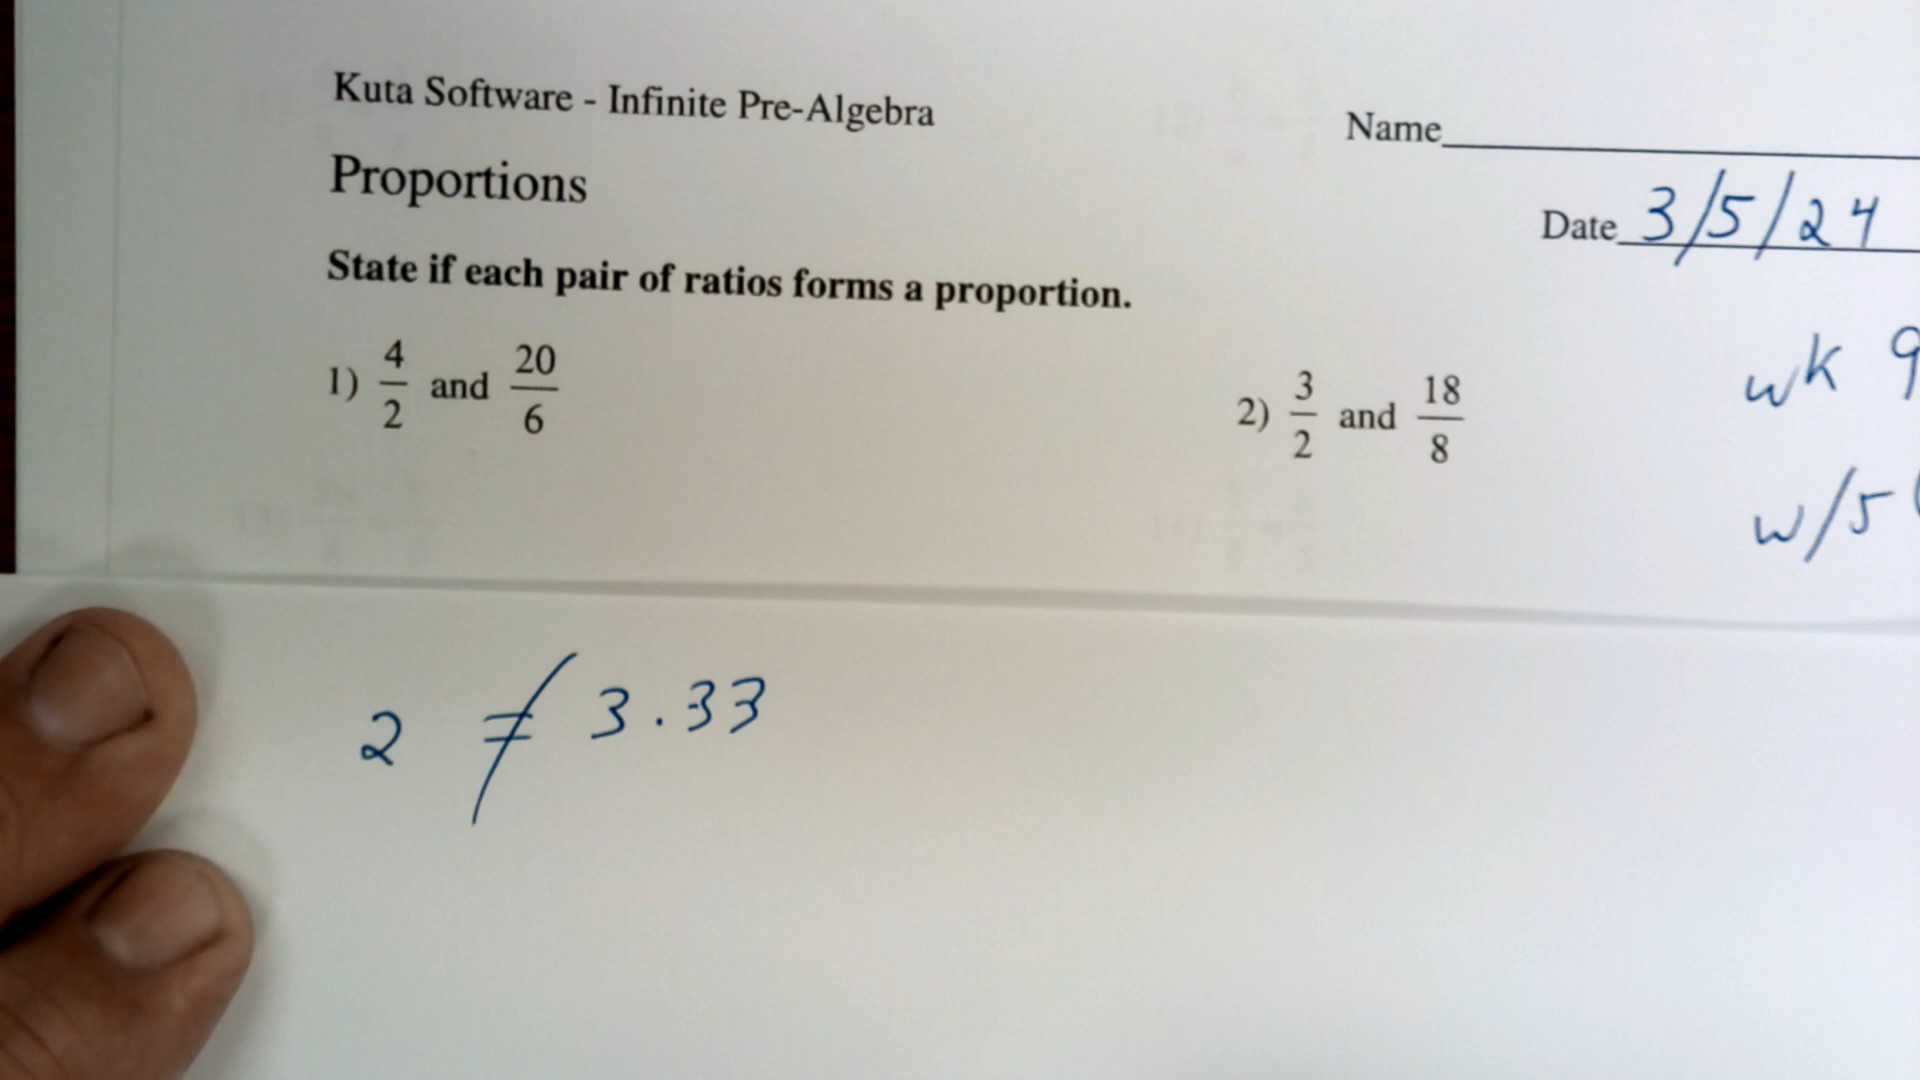 Kuta Software - Infinite Pre-Algebra
Name
Proportions
Date 3/5/24
State if each pair of ratios forms a proportion.
1) 4/2 and 20/6
2) 3/2 and 18/8
wk 9
w/5
2 ≠ 3.33